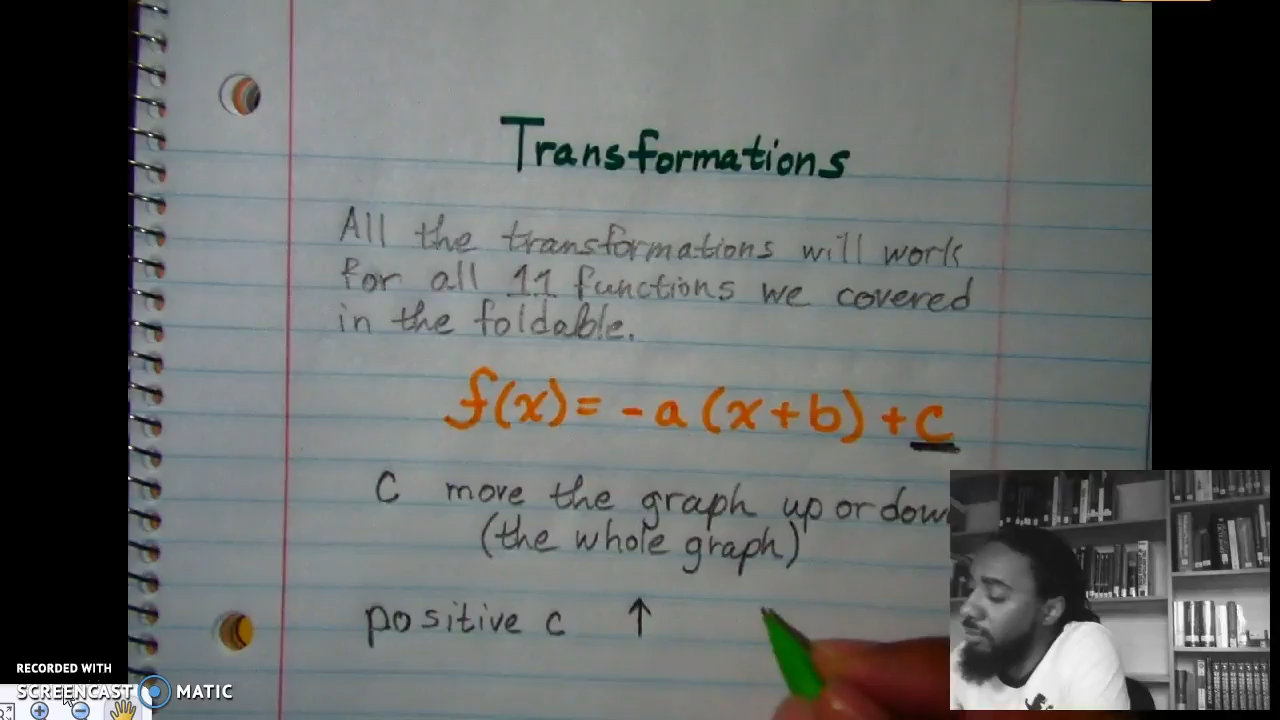 Transformations
All the transformations will work
for all 11 functions we covered
in the foldable.
f(x) = -a (x+b) + c
c move the graph up or down
(the whole graph)
positive c ↑
RECORDED WITH
SCREENCAST MATIC